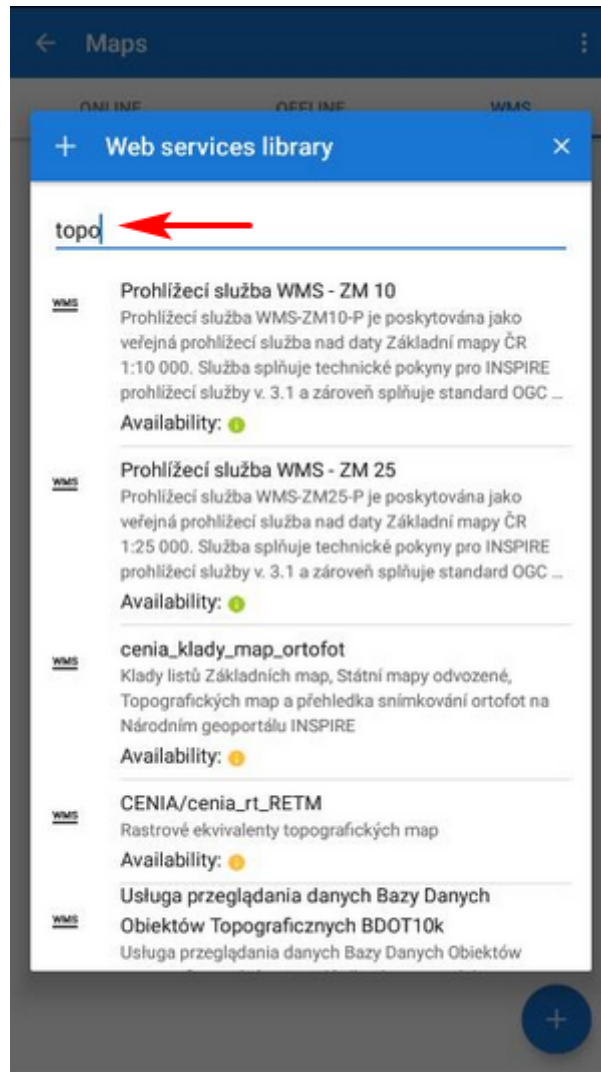 Maps
ONLINE OFFLINE WMS
Web services library
topo
WMS
Prohlížecí služba WMS - ZM 10
Prohlížecí služba WMS-ZM10-P je poskytována jako
veřejná prohlížecí služba nad daty Základní mapy ČR
1:10 000. Služba splňuje technické pokyny pro INSPIRE
prohlížecí služby v. 3.1 a zároveň splňuje standard OGC ...
Availability:
WMS
Prohlížecí služba WMS - ZM 25
Prohlížecí služba WMS-ZM25-P je poskytována jako
veřejná prohlížecí služba nad daty Základní mapy ČR
1:25 000. Služba splňuje technické pokyny pro INSPIRE
prohlížecí služby v. 3.1 a zároveň splňuje standard OGC ...
Availability:
WMS
cenia_klady_map_ortofot
Klady listů Základních map, Státní mapy odvozené,
Topografických map a přehledka snímkování ortofot na
Národním geoportálu INSPIRE
Availability:
WMS
CENIA/cenia_rt_RETM
Rastrové ekvivalenty topografických map
Availability:
WMS
Usługa przeglądania danych Bazy Danych
Obiektów Topograficznych BDOT10k
Usługa przeglądania danych Bazy Danych Obiektów